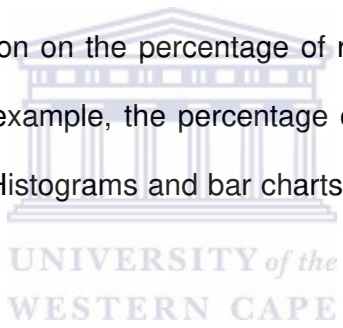 on on the percentage of
example, the percentage
Histograms and bar charts
UNIVERSITY of the
WESTERN CAPE